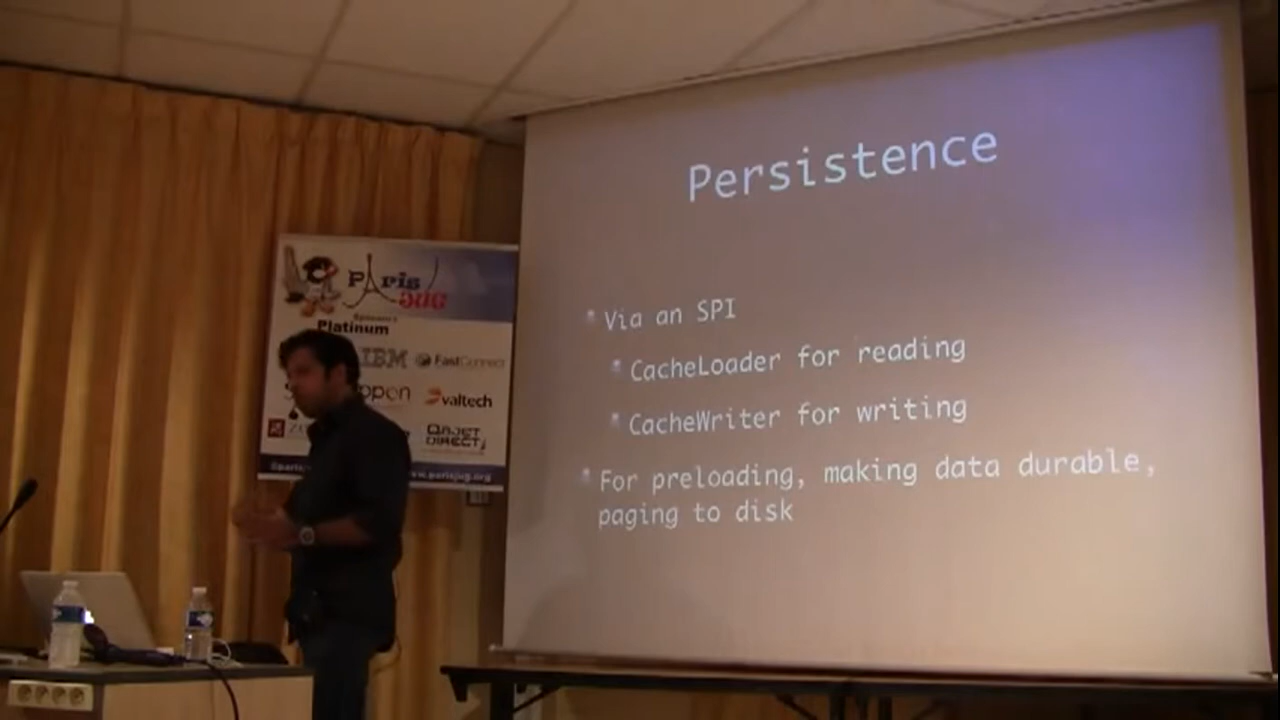 Persistence
Via an SPI
CacheLoader for reading
CacheWriter for writing
For preloading, making data durable,
paging to disk
Paris
JUG
Platinum
IBM
FastConnect
valtech
OBJET
DIRECT
www.parisjug.org